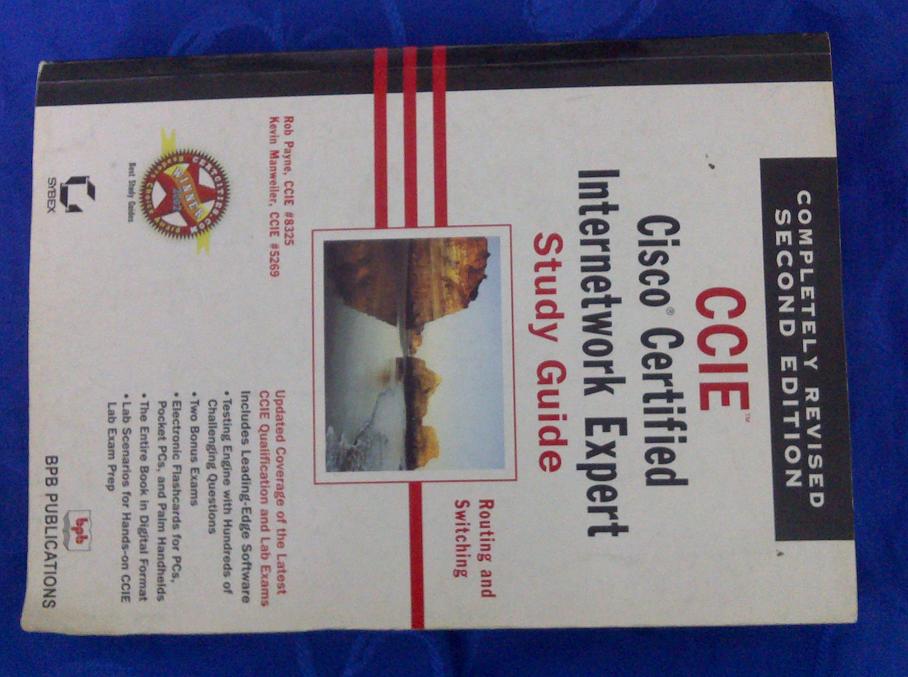 COMPLETELY REVISED
SECOND EDITION
CCIE™
Cisco® Certified
Internetwork Expert
Study Guide
Routing and
Switching
Rob Payne, CCIE #8325
Kevin Manweiler, CCIE #5269
Updated Coverage of the Latest
CCIE Qualification and Lab Exams
Includes Leading-Edge Software
• Testing Engine with Hundreds of
Challenging Questions
• Two Bonus Exams
• Electronic Flashcards for PCs,
Pocket PCs, and Palm Handhelds
• The Entire Book in Digital Format
• Lab Scenarios for Hands-on CCIE
Lab Exam Prep
WINNER
Best Study Guides
SYBEX
bpb
BPB PUBLICATIONS